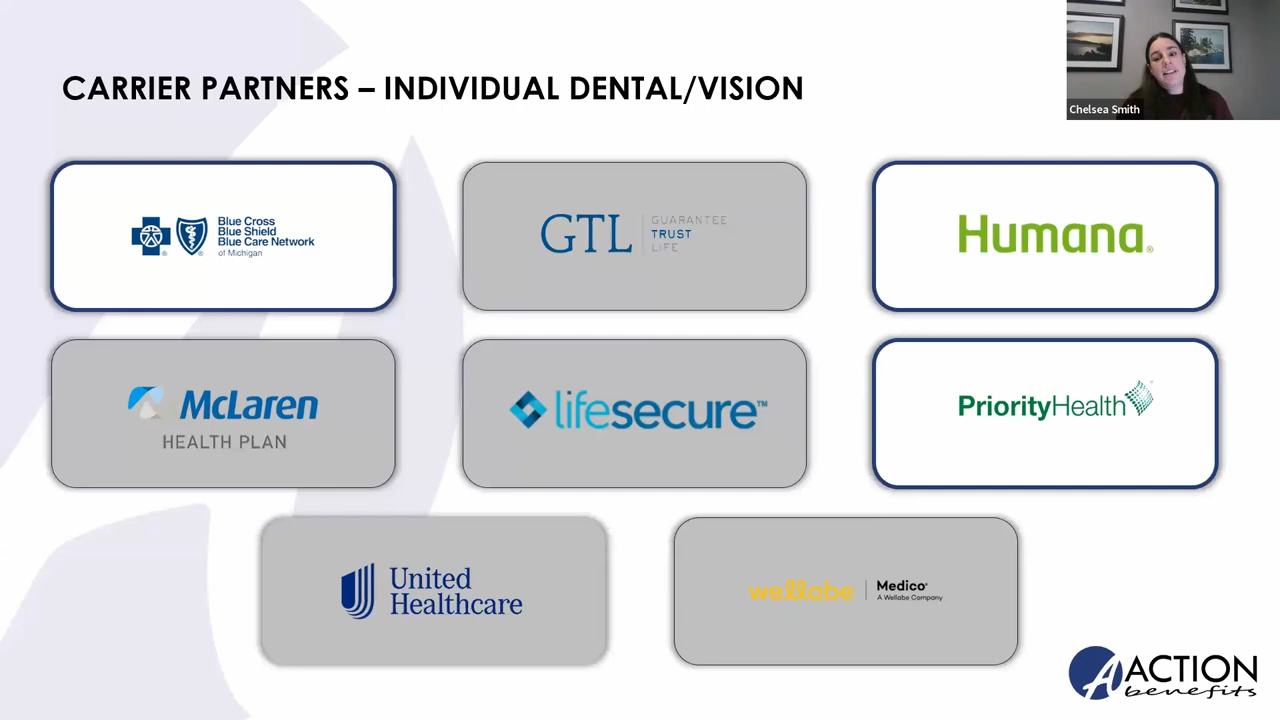 CARRIER PARTNERS – INDIVIDUAL DENTAL/VISION
Chelsea Smith
Blue Cross
Blue Shield
Blue Care Network
of Michigan
GTL
GUARANTEE
TRUST
LIFE
Humana®
McLaren
HEALTH PLAN
lifesecure™
PriorityHealth
United
Healthcare
wellabe
Medico®
A Wellabe Company
ACTION
benefits